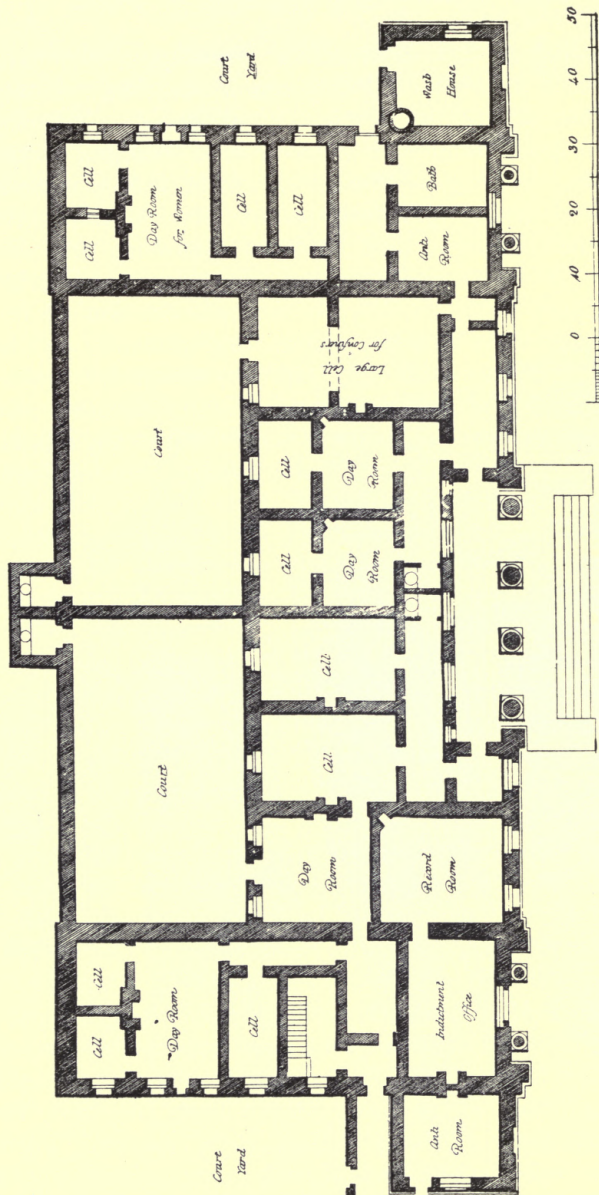 Court
Yard
Wash
House
Cell
Day Room
for Women
Cell
Cell
Cell
Bath
Anti
Room
Court
Large Cell
for Confinrs
Cell
Day
Room
Cell
Day
Room
Cell
Court
Cell
Day
Room
Record
Room
Cell
Cell
Day Room
Cell
Indictment
Office
Court
Yard
Anti
Room
10
0
10
20
30
40
50